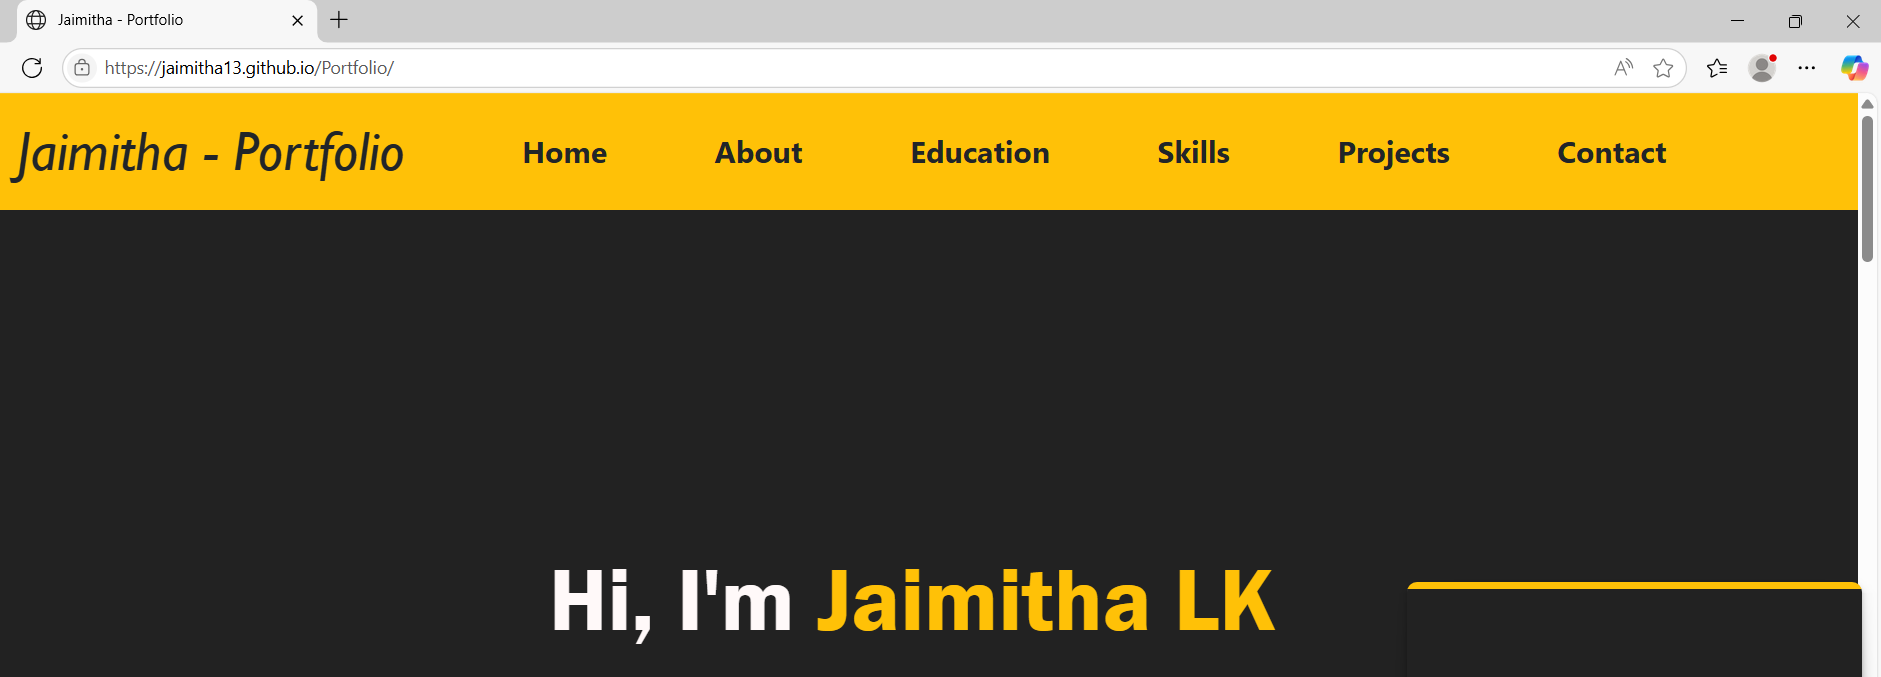 Jaimitha - Portfolio
https://jaimitha13.github.io/Portfolio/
Jaimitha - Portfolio Home About Education Skills Projects Contact
Hi, I'm Jaimitha LK